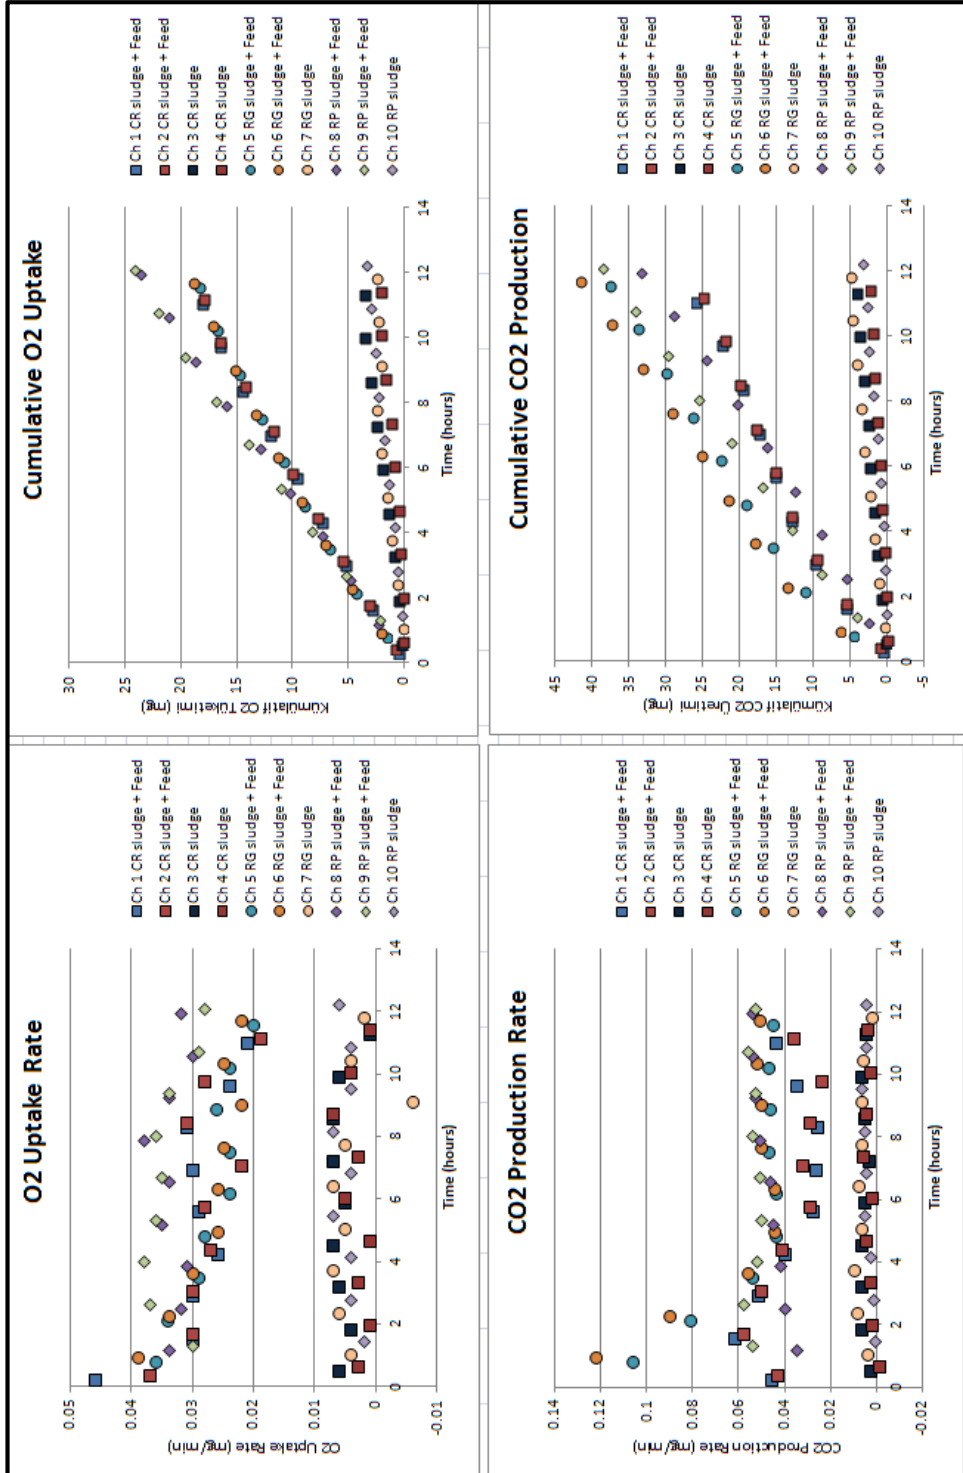 O2 Uptake Rate
0.05
0.04
0.03
0.02
0.01
0
-0.01
O2 Uptake Rate (mg/min)
0
2
4
6
8
10
12
14
Time (hours)
Ch 1 CR sludge + Feed
Ch 2 CR sludge + Feed
Ch 3 CR sludge
Ch 4 CR sludge
Ch 5 RG sludge + Feed
Ch 6 RG sludge + Feed
Ch 7 RG sludge
Ch 8 RP sludge + Feed
Ch 9 RP sludge + Feed
Ch 10 RP sludge
Cumulative O2 Uptake
30
25
20
15
10
5
0
Kümülatif O2 Tüketimi (mg)
0
2
4
6
8
10
12
14
Time (hours)
Ch 1 CR sludge + Feed
Ch 2 CR sludge + Feed
Ch 3 CR sludge
Ch 4 CR sludge
Ch 5 RG sludge + Feed
Ch 6 RG sludge + Feed
Ch 7 RG sludge
Ch 8 RP sludge + Feed
Ch 9 RP sludge + Feed
Ch 10 RP sludge
CO2 Production Rate
0.14
0.12
0.1
0.08
0.06
0.04
0.02
0
-0.02
CO2 Production Rate (mg/min)
0
2
4
6
8
10
12
14
Time (hours)
Ch 1 CR sludge + Feed
Ch 2 CR sludge + Feed
Ch 3 CR sludge
Ch 4 CR sludge
Ch 5 RG sludge + Feed
Ch 6 RG sludge + Feed
Ch 7 RG sludge
Ch 8 RP sludge + Feed
Ch 9 RP sludge + Feed
Ch 10 RP sludge
Cumulative CO2 Production
45
40
35
30
25
20
15
10
5
0
-5
Kümülatif CO2 Üretimi (mg)
0
2
4
6
8
10
12
14
Time (hours)
Ch 1 CR sludge + Feed
Ch 2 CR sludge + Feed
Ch 3 CR sludge
Ch 4 CR sludge
Ch 5 RG sludge + Feed
Ch 6 RG sludge + Feed
Ch 7 RG sludge
Ch 8 RP sludge + Feed
Ch 9 RP sludge + Feed
Ch 10 RP sludge